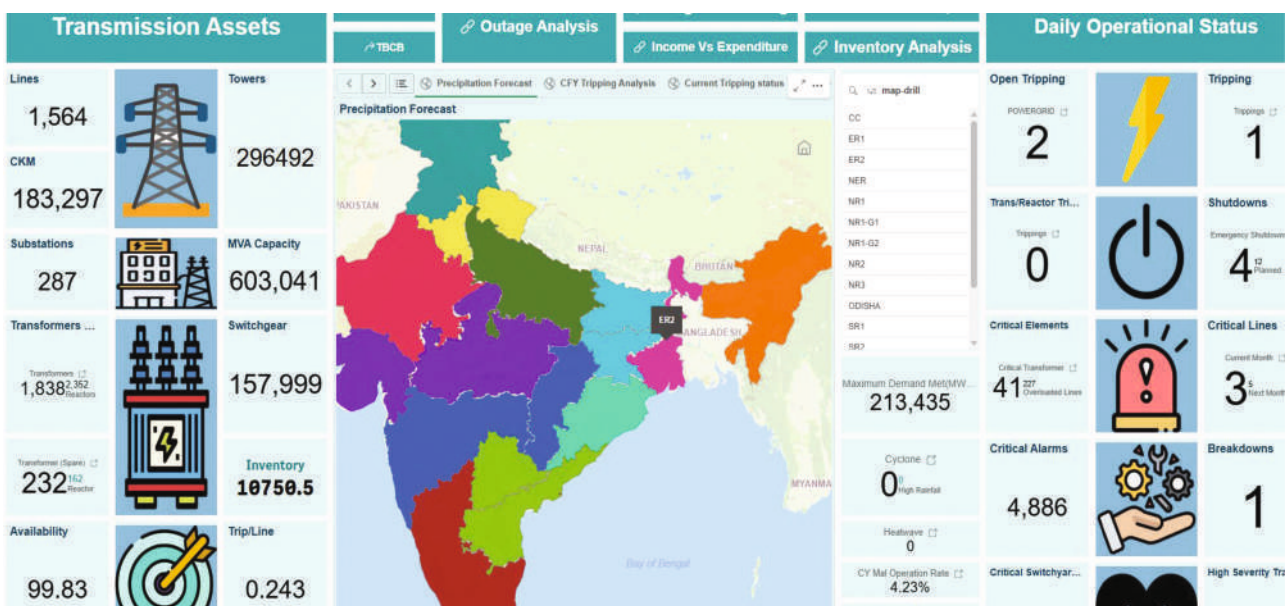 Transmission Assets
Outage Analysis
TBCB
Income Vs Expenditure
Inventory Analysis
Daily Operational Status
Lines
1,564
CKM
183,297
Towers
296492
Substations
287
MVA Capacity
603,041
Transformers ...
Transformers
1,838
2,352
Reactors
Switchgear
157,999
Transformer (Spare)
232
162
Reactor
Inventory
10750.5
Availability
99.83
Trip/Line
0.243
Precipitation Forecast
CFY Tripping Analysis
Current Tripping status
...
Precipitation Forecast
AKISTAN
NEPAL
BHUTAN
ER2
ANGLADESH
MYANMA
Bay of Bengal
map-drill
CC
ER1
ER2
NER
NR1
NR1-G1
NR1-G2
NR2
NR3
ODISHA
SR1
SR2
Maximum Demand Met(MW...
213,435
Cyclone
0
0
High Rainfall
Heatwave
0
CY Mal Operation Rate
4.23%
Open Tripping
POWERGRID
2
Tripping
Trippings
1
Trans/Reactor Tri...
Trippings
0
Shutdowns
Emergency Shutdown
4
12
Planned
Critical Elements
Critical Transformer
41
227
Overloaded Lines
Critical Lines
Current Month
3
5
Next Month
Critical Alarms
4,886
Breakdowns
1
Critical Switchyar...
High Severity Tra